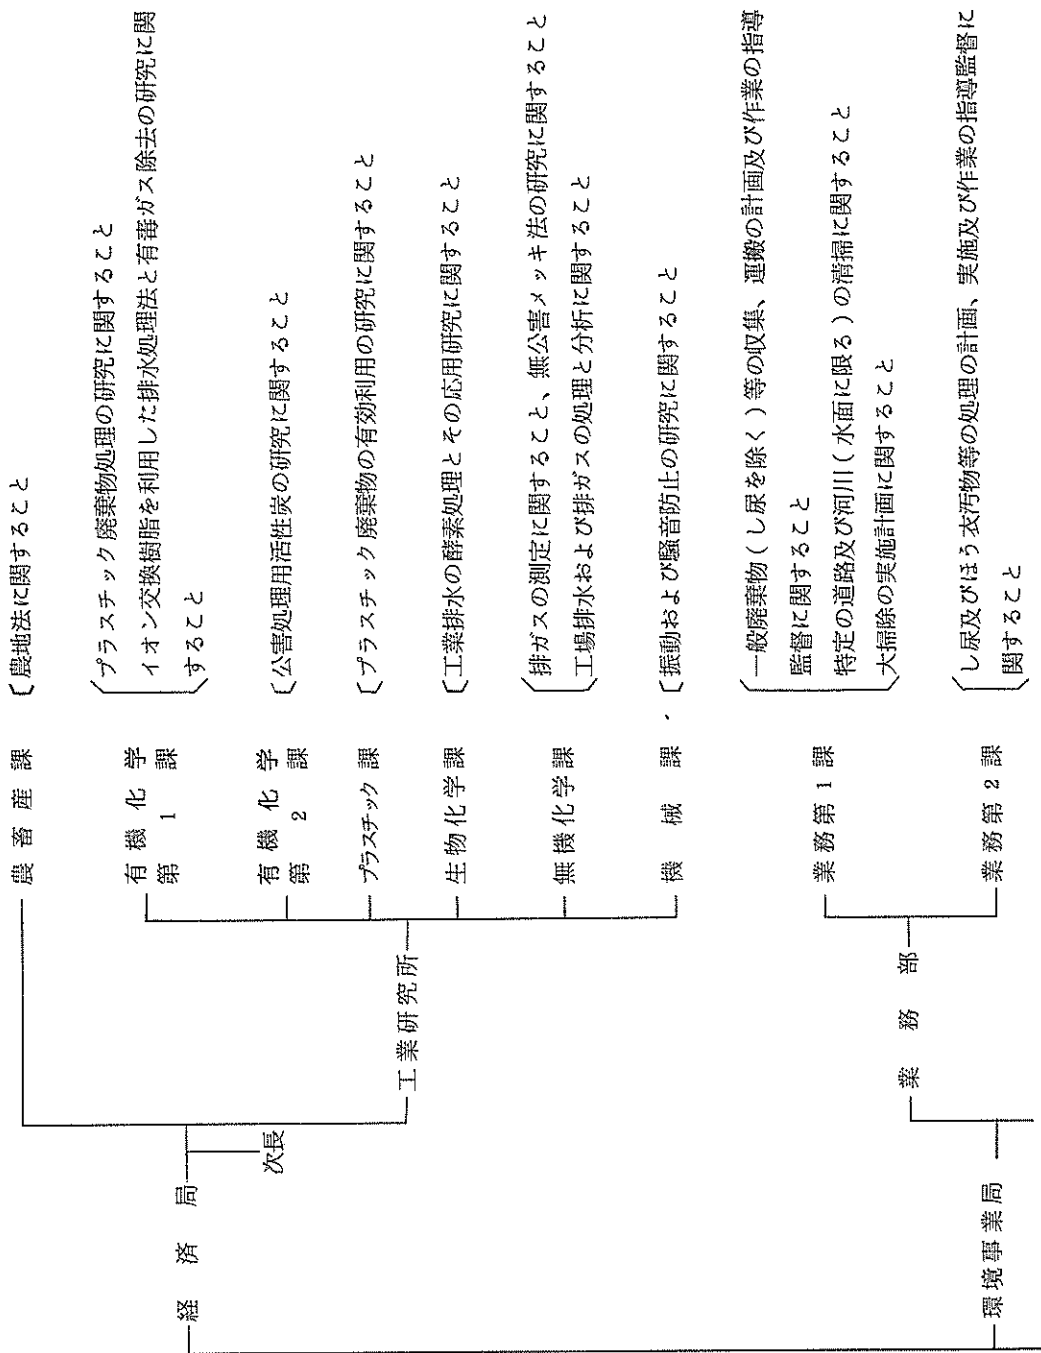 経済局
次長
農畜産課
〔農地法に関すること
工業研究所
有機化学
第1課
プラスチック廃棄物処理の研究に関すること
イオン交換樹脂を利用した排水処理法と有毒ガス除去の研究に関
すること
有機化学
第2課
〔公害処理用活性炭の研究に関すること
プラスチック課
〔プラスチック廃棄物の有効利用の研究に関すること
生物化学課
〔工業排水の酵素処理とその応用研究に関すること
無機化学課
排ガスの測定に関すること、無公害メッキ法の研究に関すること
工場排水および排ガスの処理と分析に関すること
機械課
〔振動および騒音防止の研究に関すること
環境事業局
業務部
業務第1課
一般廃棄物(し尿を除く)等の収集、運搬の計画及び作業の指導
監督に関すること
特定の道路及び河川(水面に限る)の清掃に関すること
大掃除の実施計画に関すること
業務第2課
し尿及びほう衣汚物等の処理の計画、実施及び作業の指導監督に
関すること